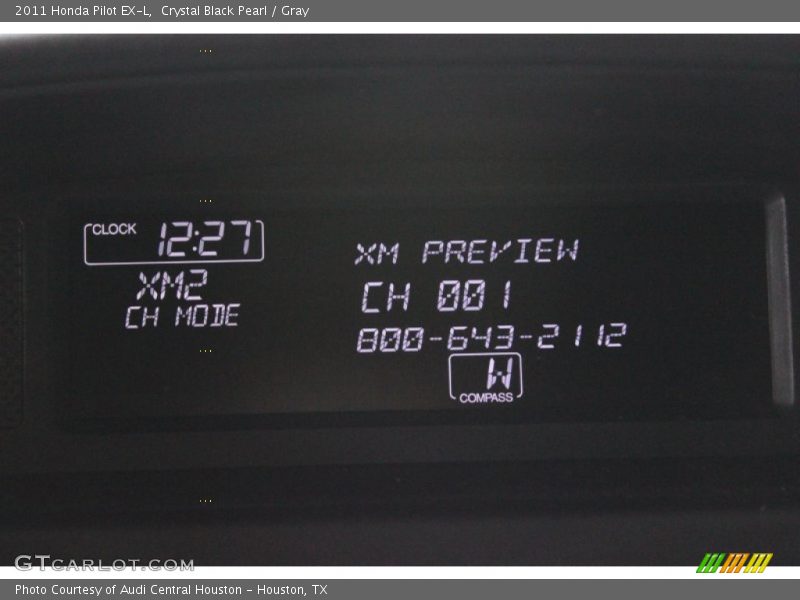 2011 Honda Pilot EX-L, Crystal Black Pearl / Gray
CLOCK 12:27
XM2
CH MODE
XM PREVIEW
CH 001
800-643-2112
W
COMPASS
GTCARLOT.COM
Photo Courtesy of Audi Central Houston - Houston, TX